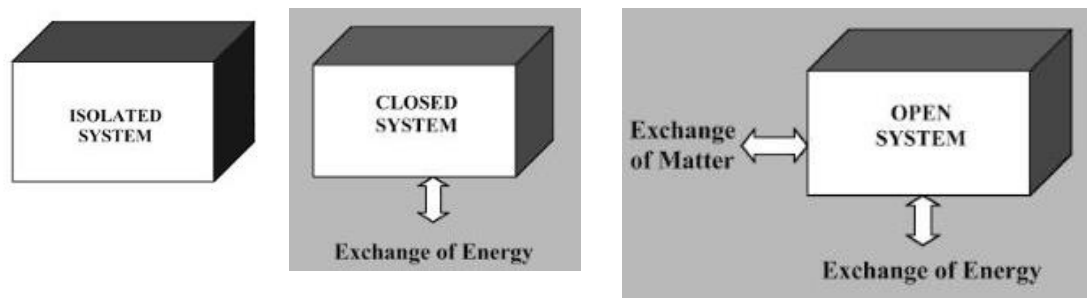 ISOLATED
SYSTEM
CLOSED
SYSTEM
Exchange of Energy
OPEN
SYSTEM
Exchange
of Matter
Exchange of Energy